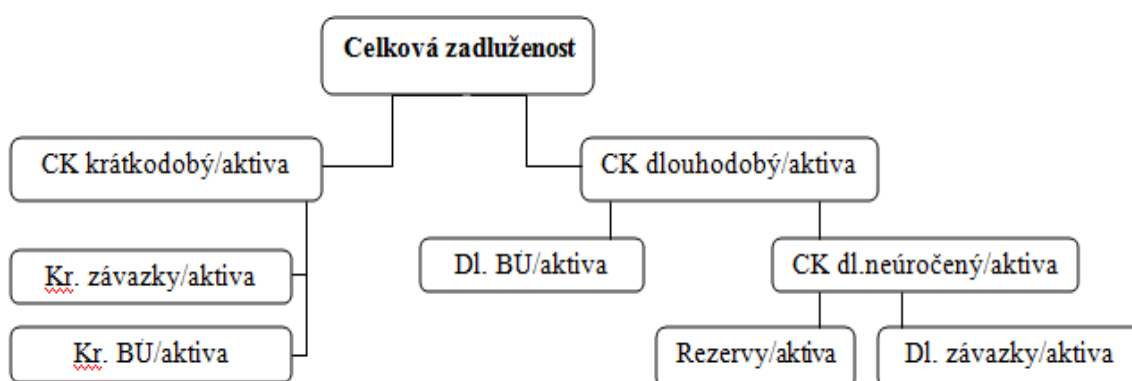 Celková zadluženost
CK krátkodobý/aktiva
CK dlouhodobý/aktiva
Kr. závazky/aktiva
Dl. BÚ/aktiva
CK dl.neúročený/aktiva
Kr. BÚ/aktiva
Rezervy/aktiva
Dl. závazky/aktiva